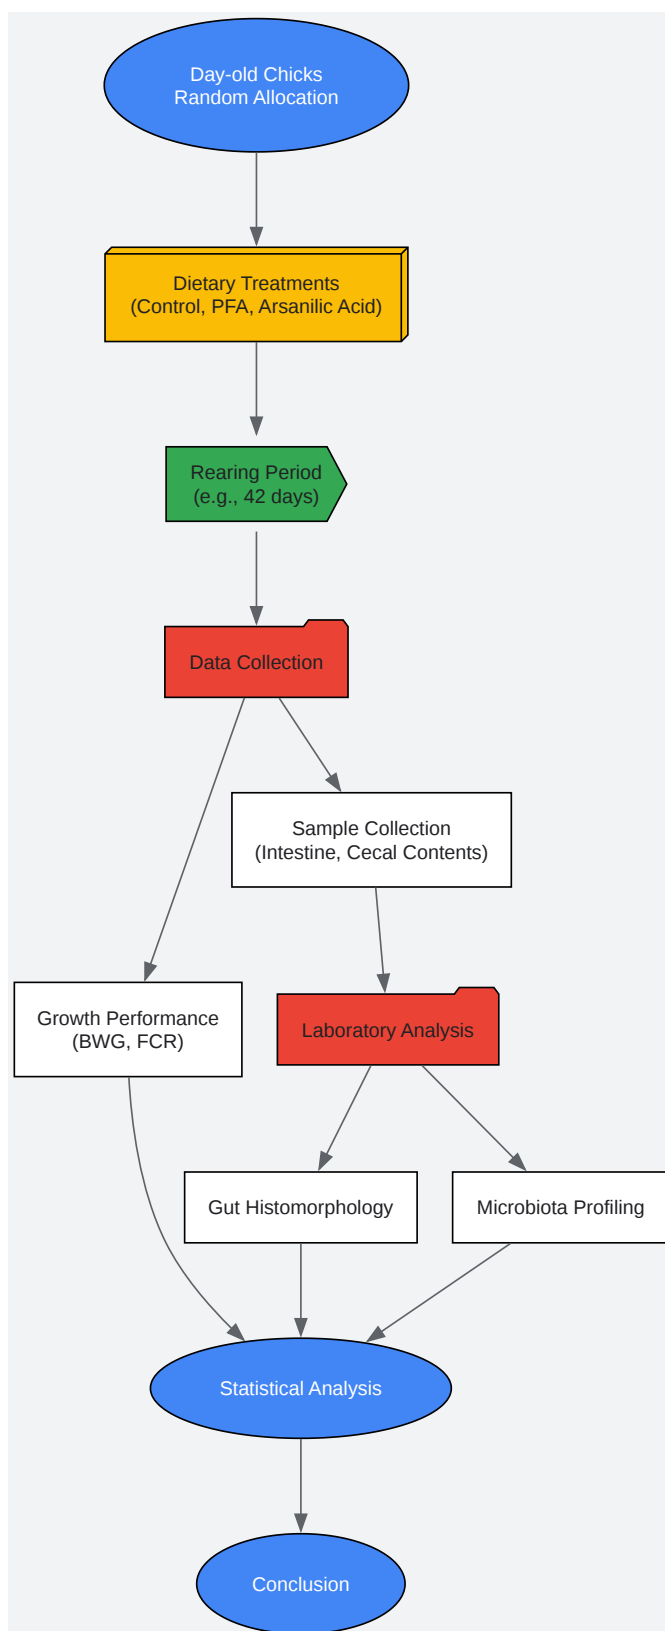 Day-old Chicks
Random Allocation
Dietary Treatments
(Control, PFA, Arsanilic Acid)
Rearing Period
(e.g., 42 days)
Data Collection
Sample Collection
(Intestine, Cecal Contents)
Growth Performance
(BWG, FCR)
Laboratory Analysis
Gut Histomorphology
Microbiota Profiling
Statistical Analysis
Conclusion